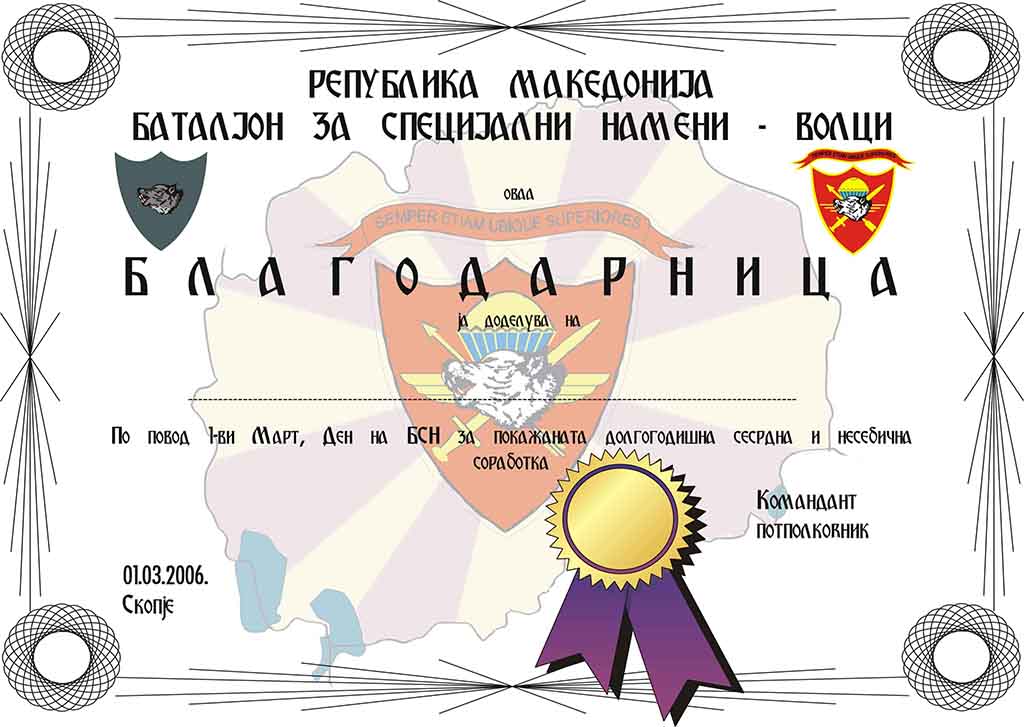 РЕПУБЛИКА МАКЕДОНИЈА
БАТАЛЈОН ЗА СПЕЦИЈАЛНИ НАМЕНИ - ВОЛЦИ
SEMPER ETIAM UBIQUE SUPERIORES
овла
SEMPER ETIAM UBIQUE SUPERIORES
БЛАГОДАРНИЦА
ја доделува на
По повод 1-ви Март, Ден на БСН за покажаната долгогодишна сесрдна и несебична
соработка
Командант
потполковник
01.03.2006.
Скопје